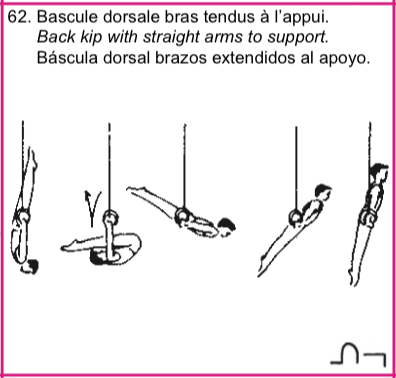 62. Bascule dorsale bras tendus à l'appui.
Back kip with straight arms to support.
Báscula dorsal brazos extendidos al apoyo.